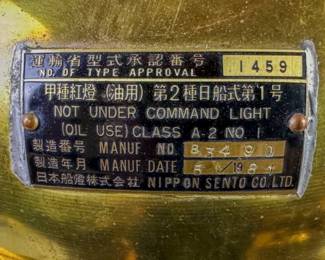 運輸省型式承認番号
NO. OF TYPE APPROVAL 1459
甲種紅燈(油用)第2種日船式第1号
NOT UNDER COMMAND LIGHT
(OIL USE) CLASS A-2 NO. 1
製造番号 MANUF. NO.
製造年月 MANUF. DATE 19
日本船燈株式会社 NIPPON SENTO CO. LTD.